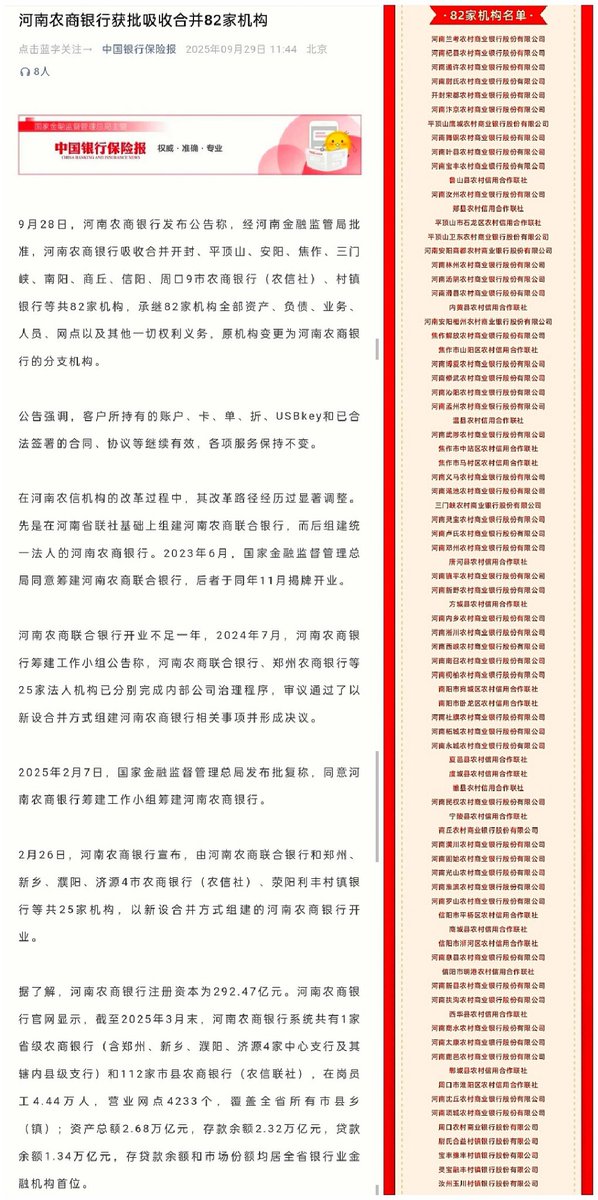 河南农商银行获批吸收合并82家机构
点击蓝字关注→ 中国银行保险报 2025年09月29日 11:44 北京
8人
国家金融监督管理总局主管
中国银行保险报 权威·准确·专业
CHINA BANKING AND INSURANCE NEWS
9月28日，河南农商银行发布公告称，经河南金融监管局批
准，河南农商银行吸收合并开封、平顶山、安阳、焦作、三门
峡、南阳、商丘、信阳、周口9市农商银行（农信社）、村镇
银行等共82家机构，承继82家机构全部资产、负债、业务、
人员、网点以及其他一切权利义务，原机构变更为河南农商银
行的分支机构。
公告强调，客户所持有的账户、卡、单、折、USBkey和已合
法签署的合同、协议等继续有效，各项服务保持不变。
在河南农信机构的改革过程中，其改革路径经历过显著调整。
先是在河南省联社基础上组建河南农商联合银行，而后组建统
一法人的河南农商银行。2023年6月，国家金融监督管理总
局同意筹建河南农商联合银行，后者于同年11月揭牌开业。
河南农商联合银行开业不足一年，2024年7月，河南农商银
行筹建工作小组公告称，河南农商联合银行、郑州农商银行等
25家法人机构已分别完成内部公司治理程序，审议通过了以
新设合并方式组建河南农商银行相关事项并形成决议。
2025年2月7日，国家金融监督管理总局发布批复称，同意河
南农商银行筹建工作小组筹建河南农商银行。
2月26日，河南农商银行宣布，由河南农商联合银行和郑州、
新乡、濮阳、济源4市农商银行（农信社）、荥阳利丰村镇银
行等共25家机构，以新设合并方式组建的河南农商银行开
业。
据了解，河南农商银行注册资本为292.47亿元。河南农商银
行官网显示，截至2025年3月末，河南农商银行系统共有1家
省级农商银行（含郑州、新乡、濮阳、济源4家中心支行及其
辖内县级支行）和112家市县农商银行（农信联社），在岗员
工4.44万人，营业网点4233个，覆盖全省所有市县乡
（镇）；资产总额2.68万亿元，存款余额2.32万亿元，贷款
余额1.34万亿元，存贷款余额和市场份额均居全省银行业金
融机构首位。
82家机构名单
河南兰考农村商业银行股份有限公司
河南杞县农村商业银行股份有限公司
河南通许农村商业银行股份有限公司
河南尉氏农村商业银行股份有限公司
开封宋都农村商业银行股份有限公司
河南汴京农村商业银行股份有限公司
平顶山鹰城农村商业银行股份有限公司
河南舞钢农村商业银行股份有限公司
河南叶县农村商业银行股份有限公司
河南宝丰农村商业银行股份有限公司
鲁山县农村信用合作联社
河南汝州农村商业银行股份有限公司
郏县农村信用合作联社
平顶山市石龙区农村信用合作联社
平顶山卫东农村商业银行股份有限公司
河南安阳商都农村商业银行股份有限公司
河南林州农村商业银行股份有限公司
河南汤阴农村商业银行股份有限公司
河南滑县农村商业银行股份有限公司
内黄县农村信用合作联社
河南安阳相州农村商业银行股份有限公司
焦作解放农村商业银行股份有限公司
焦作市山阳区农村信用合作联社
河南博爱农村商业银行股份有限公司
河南修武农村商业银行股份有限公司
河南沁阳农村商业银行股份有限公司
河南孟州农村商业银行股份有限公司
温县农村信用合作联社
河南武陟农村商业银行股份有限公司
焦作市中站区农村信用合作联社
焦作市马村区农村信用合作联社
河南义马农村商业银行股份有限公司
河南渑池农村商业银行股份有限公司
三门峡农村商业银行股份有限公司
河南灵宝农村商业银行股份有限公司
河南卢氏农村商业银行股份有限公司
河南邓州农村商业银行股份有限公司
唐河县农村信用合作联社
河南镇平农村商业银行股份有限公司
河南新野农村商业银行股份有限公司
方城县农村信用合作联社
河南内乡农村商业银行股份有限公司
河南淅川农村商业银行股份有限公司
河南西峡农村商业银行股份有限公司
河南南召农村商业银行股份有限公司
河南桐柏农村商业银行股份有限公司
南阳市宛城区农村信用合作联社
南阳市卧龙区农村信用合作联社
河南社旗农村商业银行股份有限公司
河南柘城农村商业银行股份有限公司
河南永城农村商业银行股份有限公司
夏邑县农村信用合作联社
虞城县农村信用合作联社
睢县农村信用合作联社
河南民权农村商业银行股份有限公司
宁陵县农村信用合作联社
商丘农村商业银行股份有限公司
河南潢川农村商业银行股份有限公司
河南固始农村商业银行股份有限公司
河南光山农村商业银行股份有限公司
河南淮滨农村商业银行股份有限公司
河南罗山农村商业银行股份有限公司
信阳市平桥区农村信用合作联社
商城县农村信用合作联社
信阳市浉河区农村信用合作联社
河南息县农村商业银行股份有限公司
信阳市明港农村信用合作联社
河南新县农村商业银行股份有限公司
河南扶沟农村商业银行股份有限公司
西华县农村信用合作联社
河南商水农村商业银行股份有限公司
河南太康农村商业银行股份有限公司
河南鹿邑农村商业银行股份有限公司
郸城县农村信用合作联社
周口市淮阳区农村信用合作联社
河南沈丘农村商业银行股份有限公司
河南项城农村商业银行股份有限公司
周口农村商业银行股份有限公司
尉氏合益村镇银行股份有限公司
宝丰豫丰村镇银行股份有限公司
灵宝融丰村镇银行股份有限公司
汝州玉川村镇银行股份有限公司